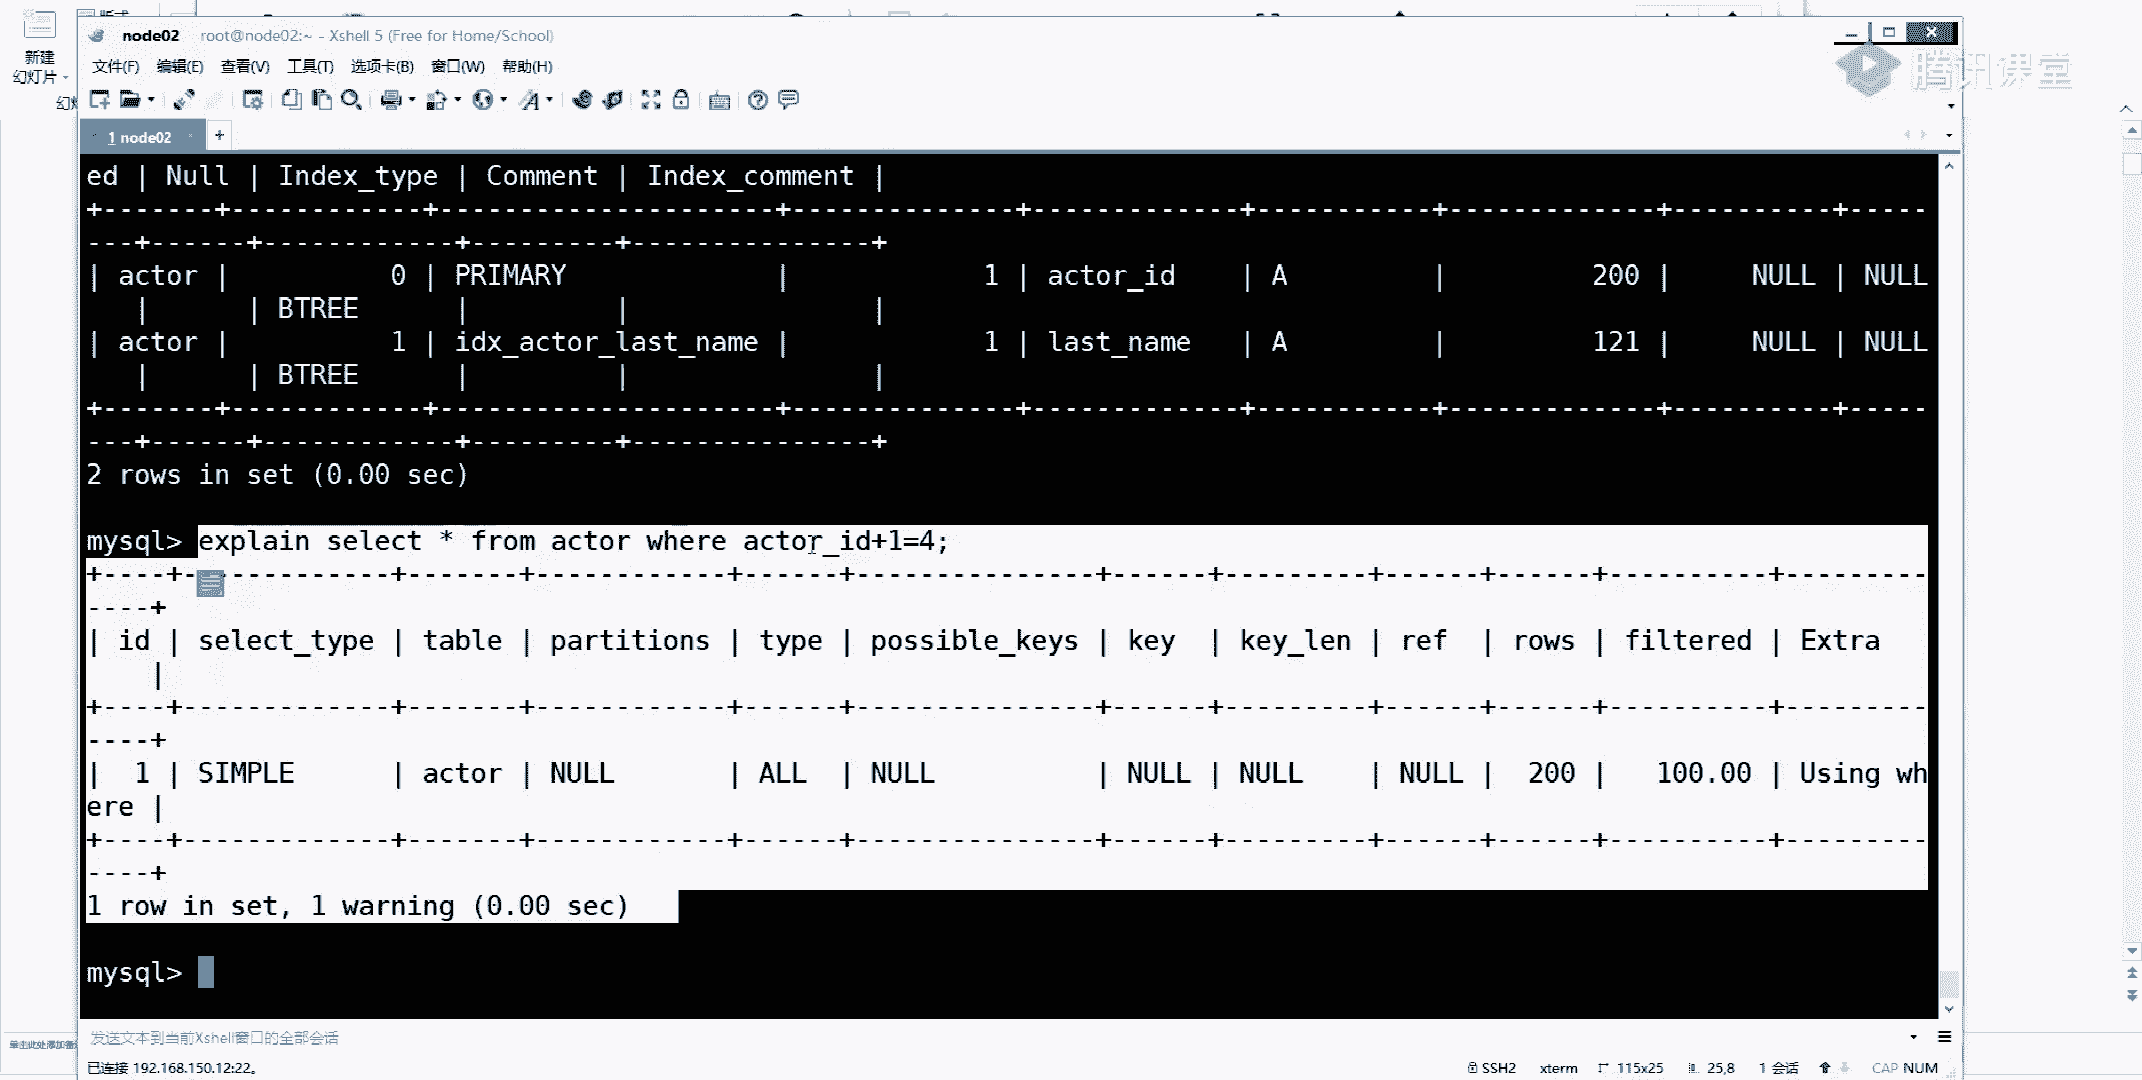 新建
幻灯片
node02 root@node02:~ - Xshell 5 (Free for Home/School)
文件(F) 编辑(E) 查看(V) 工具(T) 选项卡(B) 窗口(W) 帮助(H)
腾讯课堂
1 node02
ed | Null | Index_type | Comment | Index_comment |
+-------+------------+---------------------+--------------+-------------+-----------+-------------+----------+-----
---+------+------------+---------+---------------+
| actor |          0 | PRIMARY             |            1 | actor_id    | A         |         200 |     NULL | NULL
   |      | BTREE      |         |               |
| actor |          1 | idx_actor_last_name |            1 | last_name   | A         |         121 |     NULL | NULL
   |      | BTREE      |         |               |
+-------+------------+---------------------+--------------+-------------+-----------+-------------+----------+-----
---+------+------------+---------+---------------+
2 rows in set (0.00 sec)
mysql> explain select * from actor where actor_id+1=4;
+----+-------------+-------+------------+------+---------------+------+---------+------+------+----------+---------
----+
| id | select_type | table | partitions | type | possible_keys | key  | key_len | ref  | rows | filtered | Extra
    |
+----+-------------+-------+------------+------+---------------+------+---------+------+------+----------+---------
----+
|  1 | SIMPLE      | actor | NULL       | ALL  | NULL          | NULL | NULL    | NULL |  200 |   100.00 | Using wh
ere |
+----+-------------+-------+------------+------+---------------+------+---------+------+------+----------+---------
----+
1 row in set, 1 warning (0.00 sec)
mysql>
发送文本到当前Xshell窗口的全部会话
已连接 192.168.150.12:22。 SSH2 xterm 115x25 25,8 1 会话 CAP NUM